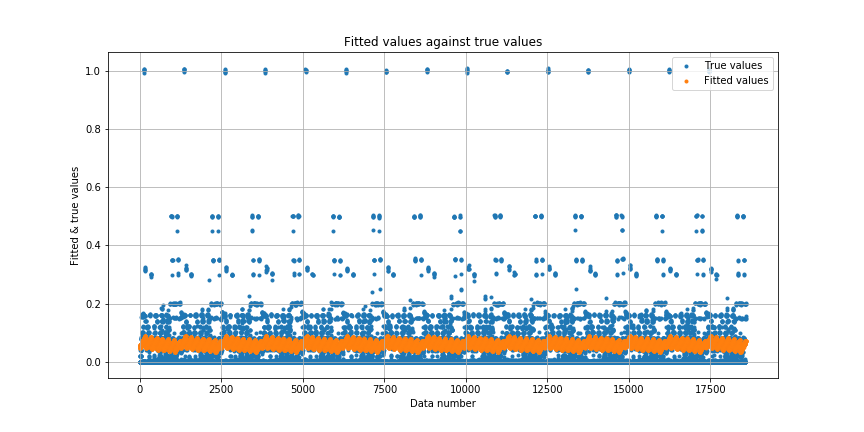 Fitted values against true values
True values
Fitted values
Fitted & true values
1.0
0.8
0.6
0.4
0.2
0.0
0 2500 5000 7500 10000 12500 15000 17500
Data number